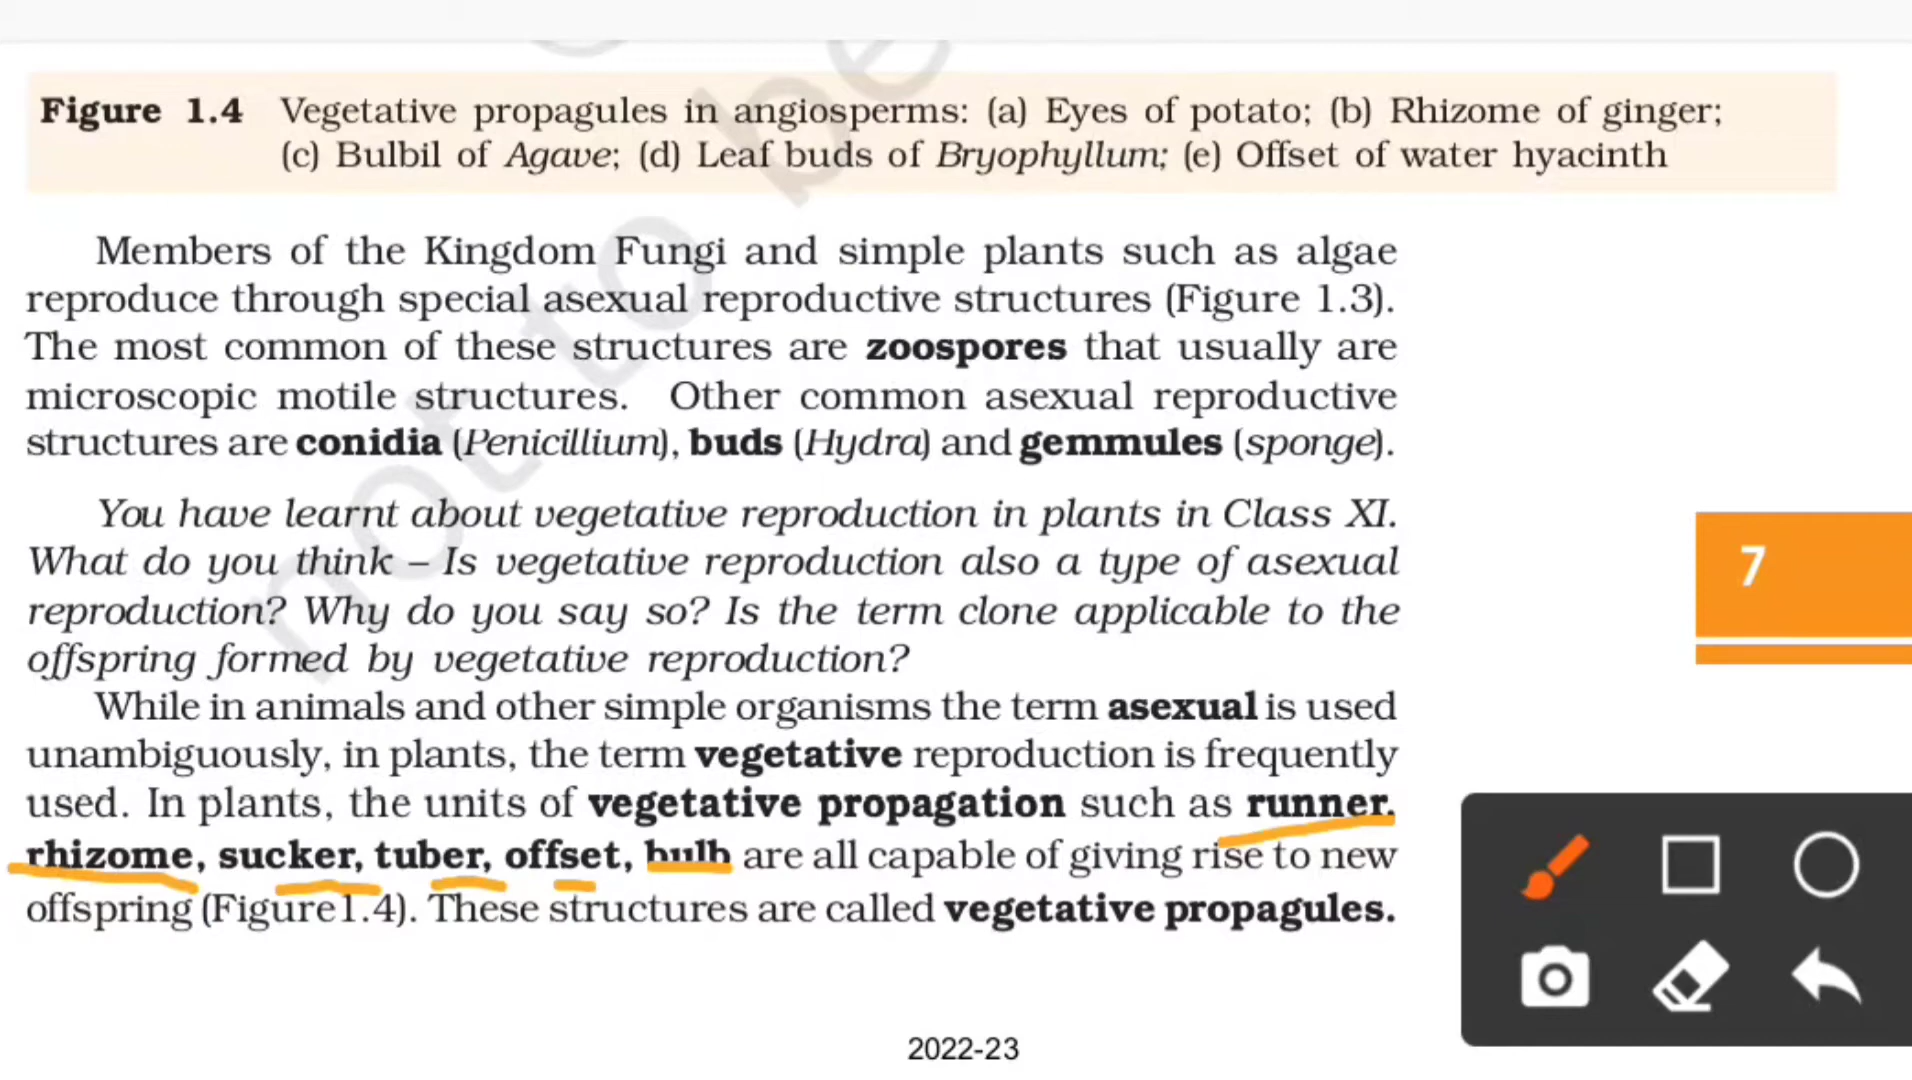 Figure 1.4 Vegetative propagules in angiosperms: (a) Eyes of potato; (b) Rhizome of ginger;
(c) Bulbil of Agave; (d) Leaf buds of Bryophyllum; (e) Offset of water hyacinth
Members of the Kingdom Fungi and simple plants such as algae
reproduce through special asexual reproductive structures (Figure 1.3).
The most common of these structures are zoospores that usually are
microscopic motile structures. Other common asexual reproductive
structures are conidia (Penicillium), buds (Hydra) and gemmules (sponge).
You have learnt about vegetative reproduction in plants in Class XI.
What do you think – Is vegetative reproduction also a type of asexual
reproduction? Why do you say so? Is the term clone applicable to the
offspring formed by vegetative reproduction?
While in animals and other simple organisms the term asexual is used
unambiguously, in plants, the term vegetative reproduction is frequently
used. In plants, the units of vegetative propagation such as runner,
rhizome, sucker, tuber, offset, bulb are all capable of giving rise to new
offspring (Figure1.4). These structures are called vegetative propagules.
7
2022-23
not to be